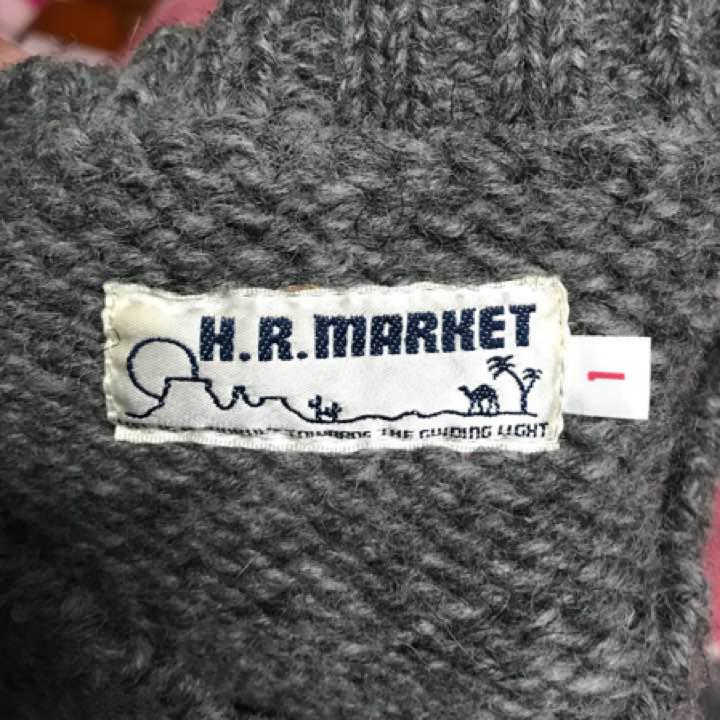 H.R.MARKET
1
TOWARDS THE GUIDING LIGHT